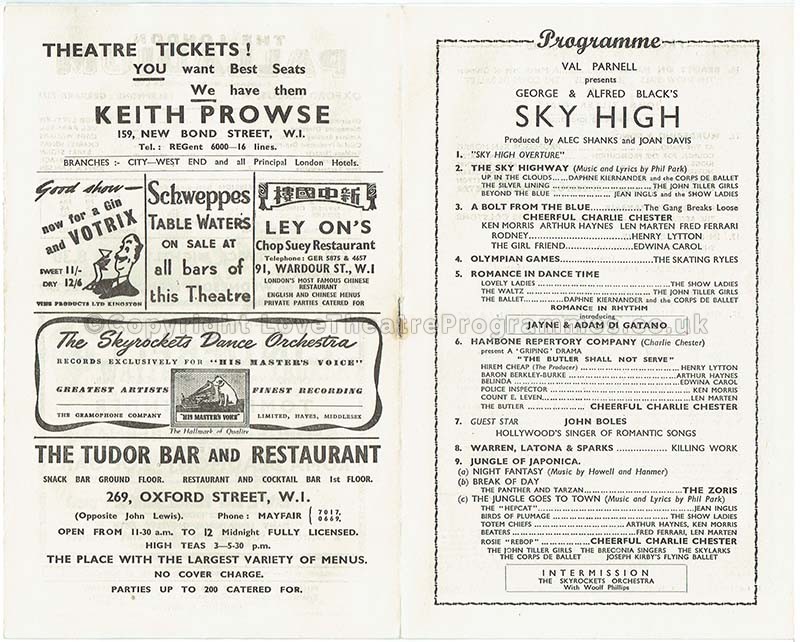 THEATRE TICKETS !
YOU want Best Seats
We have them
KEITH PROWSE
159, NEW BOND STREET, W.I.
Tel. : REGent 6000—16 lines.
BRANCHES :- CITY—WEST END and all Principal London Hotels.
Good show—
now for a Gin
and VOTRIX
SWEET 11/-
DRY 12/6
VINE PRODUCTS LTD KINGSTON
Schweppes
TABLE WATERS
ON SALE AT
all bars of
this Theatre
樓國中新
LEY ON'S
Chop Suey Restaurant
Telephone : GER 5875 & 4657
91, WARDOUR ST., W.I
LONDON'S MOST FAMOUS CHINESE
RESTAURANT
ENGLISH AND CHINESE MENUS
PRIVATE PARTIES CATERED FOR
©Copyright LoveTheatreProgrammes.co.uk
The Skyrockets Dance Orchestra
RECORDS EXCLUSIVELY FOR "HIS MASTER'S VOICE"
GREATEST ARTISTS
FINEST RECORDING
"HIS MASTER'S VOICE"
THE GRAMOPHONE COMPANY
LIMITED, HAYES, MIDDLESEX
The Hallmark of Quality
THE TUDOR BAR AND RESTAURANT
SNACK BAR GROUND FLOOR. RESTAURANT AND COCKTAIL BAR 1st FLOOR.
269, OXFORD STREET, W.I.
(Opposite John Lewis). Phone : MAYFAIR { 7017, 0669.
OPEN FROM 11-30 a.m. TO 12 Midnight FULLY LICENSED.
HIGH TEAS 3—5.30 p.m.
THE PLACE WITH THE LARGEST VARIETY OF MENUS.
NO COVER CHARGE.
PARTIES UP TO 200 CATERED FOR.
Programme
VAL PARNELL
presents
GEORGE & ALFRED BLACK'S
SKY HIGH
Produced by ALEC SHANKS and JOAN DAVIS
1. "SKY HIGH OVERTURE"
2. THE SKY HIGHWAY (Music and Lyrics by Phil Park)
UP IN THE CLOUDS ... DAPHNE KIERNANDER and the CORPS DE BALLET
THE SILVER LINING ... THE JOHN TILLER GIRLS
BEYOND THE BLUE ... JEAN INGLIS and the SHOW LADIES
3. A BOLT FROM THE BLUE ... The Gang Breaks Loose
CHEERFUL CHARLIE CHESTER
KEN MORRIS ARTHUR HAYNES LEN MARTEN FRED FERRARI
RODNEY ... HENRY LYTTON
THE GIRL FRIEND ... EDWINA CAROL
4. OLYMPIAN GAMES ... THE SKATING RYLES
5. ROMANCE IN DANCE TIME
LOVELY LADIES ... THE SHOW LADIES
THE WALTZ ... THE JOHN TILLER GIRLS
THE BALLET ... DAPHNE KIERNANDER and the CORPS DE BALLET
ROMANCE IN RHYTHM
introducing
JAYNE & ADAM DI GATANO
6. HAMBONE REPERTORY COMPANY (Charlie Chester)
present A 'GRIPING' DRAMA
"THE BUTLER SHALL NOT SERVE"
HIREM CHEAP (The Producer) ... HENRY LYTTON
BARON BERKLEY-BURKE ... ARTHUR HAYNES
BELINDA ... EDWINA CAROL
POLICE INSPECTOR ... KEN MORRIS
COUNT E. LEVEN ... LEN MARTEN
THE BUTLER ... CHEERFUL CHARLIE CHESTER
7. GUEST STAR JOHN BOLES
HOLLYWOOD'S SINGER OF ROMANTIC SONGS
8. WARREN, LATONA & SPARKS ... KILLING WORK
9. JUNGLE OF JAPONICA.
(a) NIGHT FANTASY (Music by Howell and Hanmer)
(b) BREAK OF DAY
THE PANTHER AND TARZAN ... THE ZORIS
(c) THE JUNGLE GOES TO TOWN (Music and Lyrics by Phil Park)
THE "HEPCAT" ... JEAN INGLIS
BIRDS OF PLUMAGE ... THE SHOW LADIES
TOTEM CHIEFS ... ARTHUR HAYNES, KEN MORRIS
BEATERS ... FRED FERRARI, LEN MARTEN
ROSIE "REBOP" ... CHEERFUL CHARLIE CHESTER
THE JOHN TILLER GIRLS THE BRECONIA SINGERS THE SKYLARKS
THE CORPS DE BALLET JOSEPH KIRBY'S FLYING BALLET
INTERMISSION
THE SKYROCKETS ORCHESTRA
With Woolf Phillips